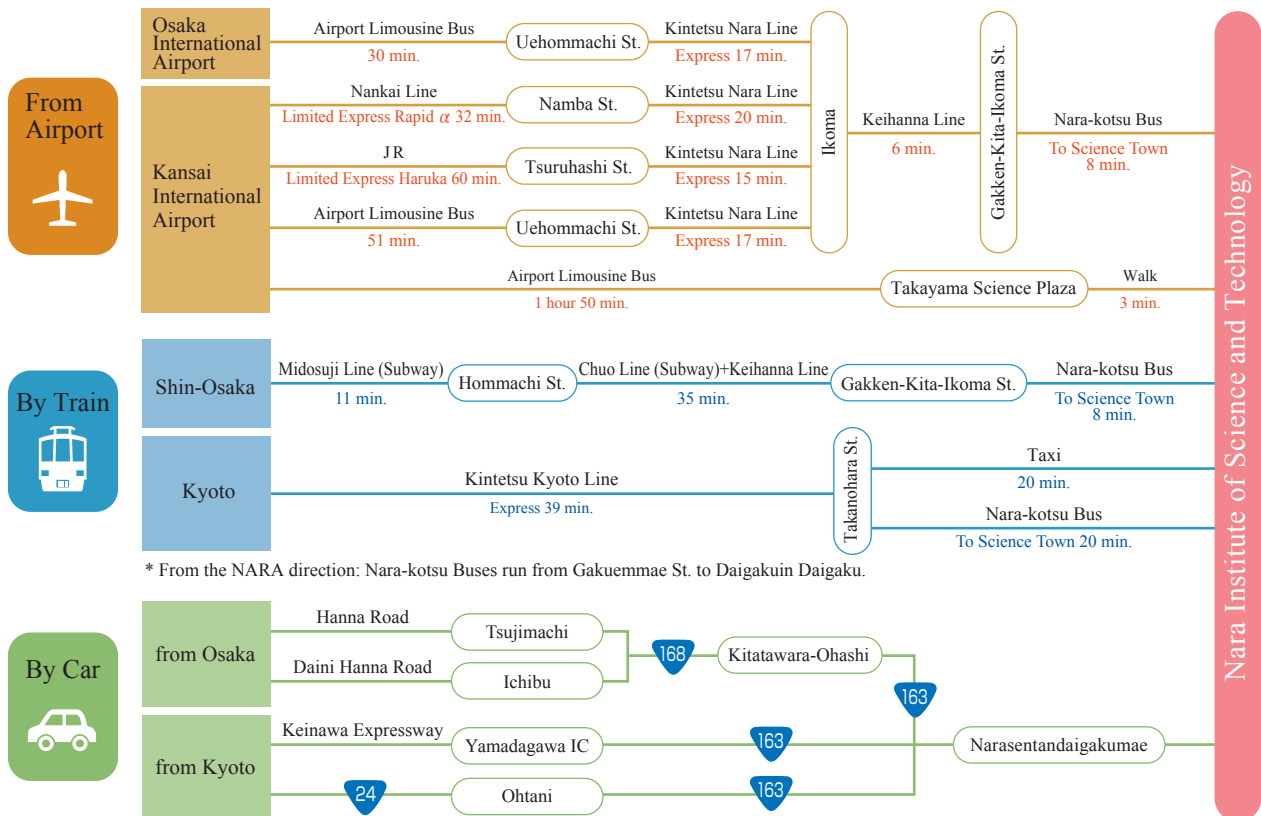 From
Airport
Osaka
International
Airport
Airport Limousine Bus
30 min.
Uehommachi St.
Kintetsu Nara Line
Express 17 min.
Kansai
International
Airport
Nankai Line
Limited Express Rapid α 32 min.
Namba St.
Kintetsu Nara Line
Express 20 min.
JR
Limited Express Haruka 60 min.
Tsuruhashi St.
Kintetsu Nara Line
Express 15 min.
Airport Limousine Bus
51 min.
Uehommachi St.
Kintetsu Nara Line
Express 17 min.
Ikoma
Keihanna Line
6 min.
Gakken-Kita-Ikoma St.
Nara-kotsu Bus
To Science Town
8 min.
Airport Limousine Bus
1 hour 50 min.
Takayama Science Plaza
Walk
3 min.
By Train
Shin-Osaka
Midosuji Line (Subway)
11 min.
Hommachi St.
Chuo Line (Subway)+Keihanna Line
35 min.
Gakken-Kita-Ikoma St.
Nara-kotsu Bus
To Science Town
8 min.
Kyoto
Kintetsu Kyoto Line
Express 39 min.
Takanohara St.
Taxi
20 min.
Nara-kotsu Bus
To Science Town 20 min.
* From the NARA direction: Nara-kotsu Buses run from Gakuemmae St. to Daigakuin Daigaku.
By Car
from Osaka
Hanna Road
Tsujimachi
Daini Hanna Road
Ichibu
168
Kitatawara-Ohashi
163
from Kyoto
Keinawa Expressway
Yamadagawa IC
163
Narasentandaigakumae
24
Ohtani
163
Nara Institute of Science and Technology